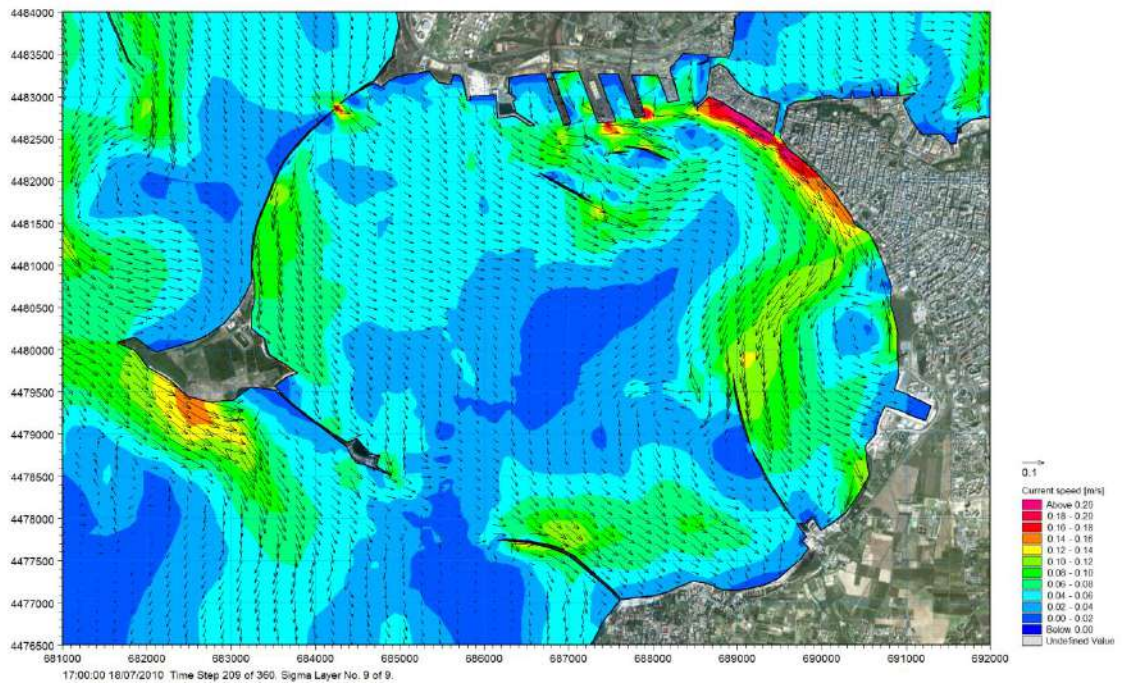 4484000
4483500
4483000
4482500
4482000
4481500
4481000
4480500
4480000
4479500
4479000
4478500
4478000
4477500
4477000
4476500
681000 682000 683000 684000 685000 686000 687000 688000 689000 690000 691000 692000
17:00:00 18/07/2010 Time Step 209 of 360. Sigma Layer No. 9 of 9.
0.1
Current speed [m/s]
Above 0.20
0.18 - 0.20
0.16 - 0.18
0.14 - 0.16
0.12 - 0.14
0.10 - 0.12
0.08 - 0.10
0.06 - 0.08
0.04 - 0.06
0.02 - 0.04
0.00 - 0.02
Below 0.00
Undefined Value